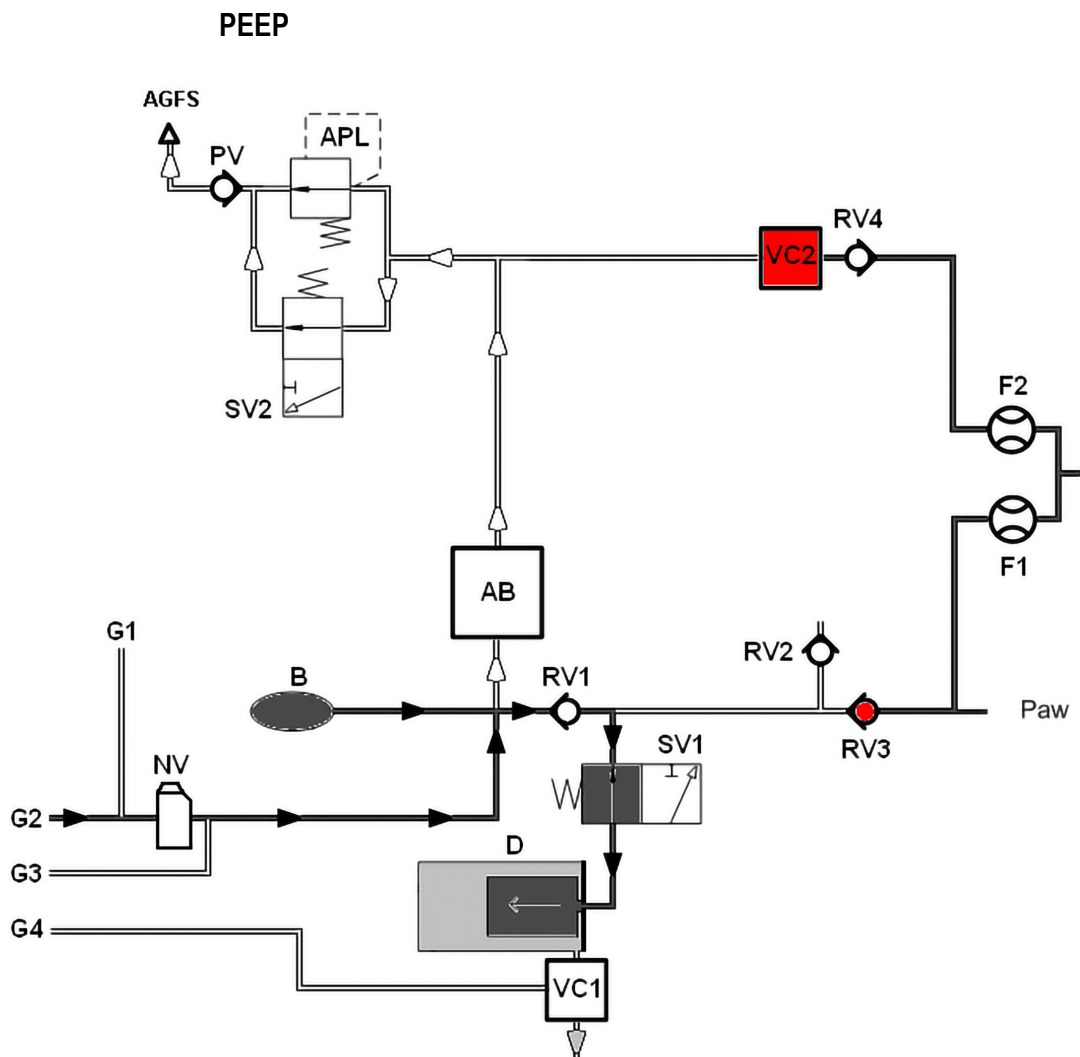 PEEP
AGFS
PV
APL
RV4
VC2
SV2
F2
F1
AB
G1
B
RV1
RV2
Paw
RV3
SV1
NV
G2
D
G3
G4
VC1